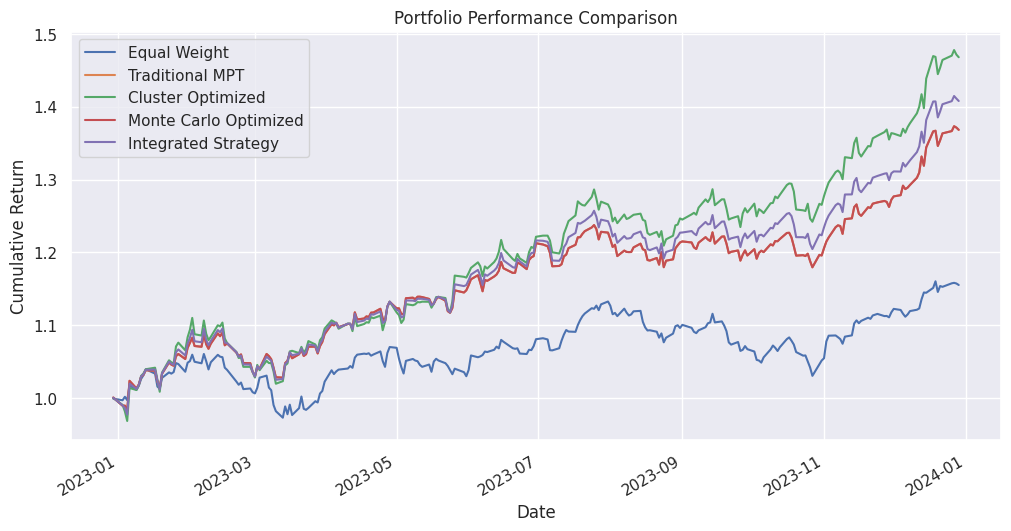 Portfolio Performance Comparison
Equal Weight
Traditional MPT
Cluster Optimized
Monte Carlo Optimized
Integrated Strategy
Cumulative Return
1.5
1.4
1.3
1.2
1.1
1.0
2023-01
2023-03
2023-05
2023-07
2023-09
2023-11
2024-01
Date